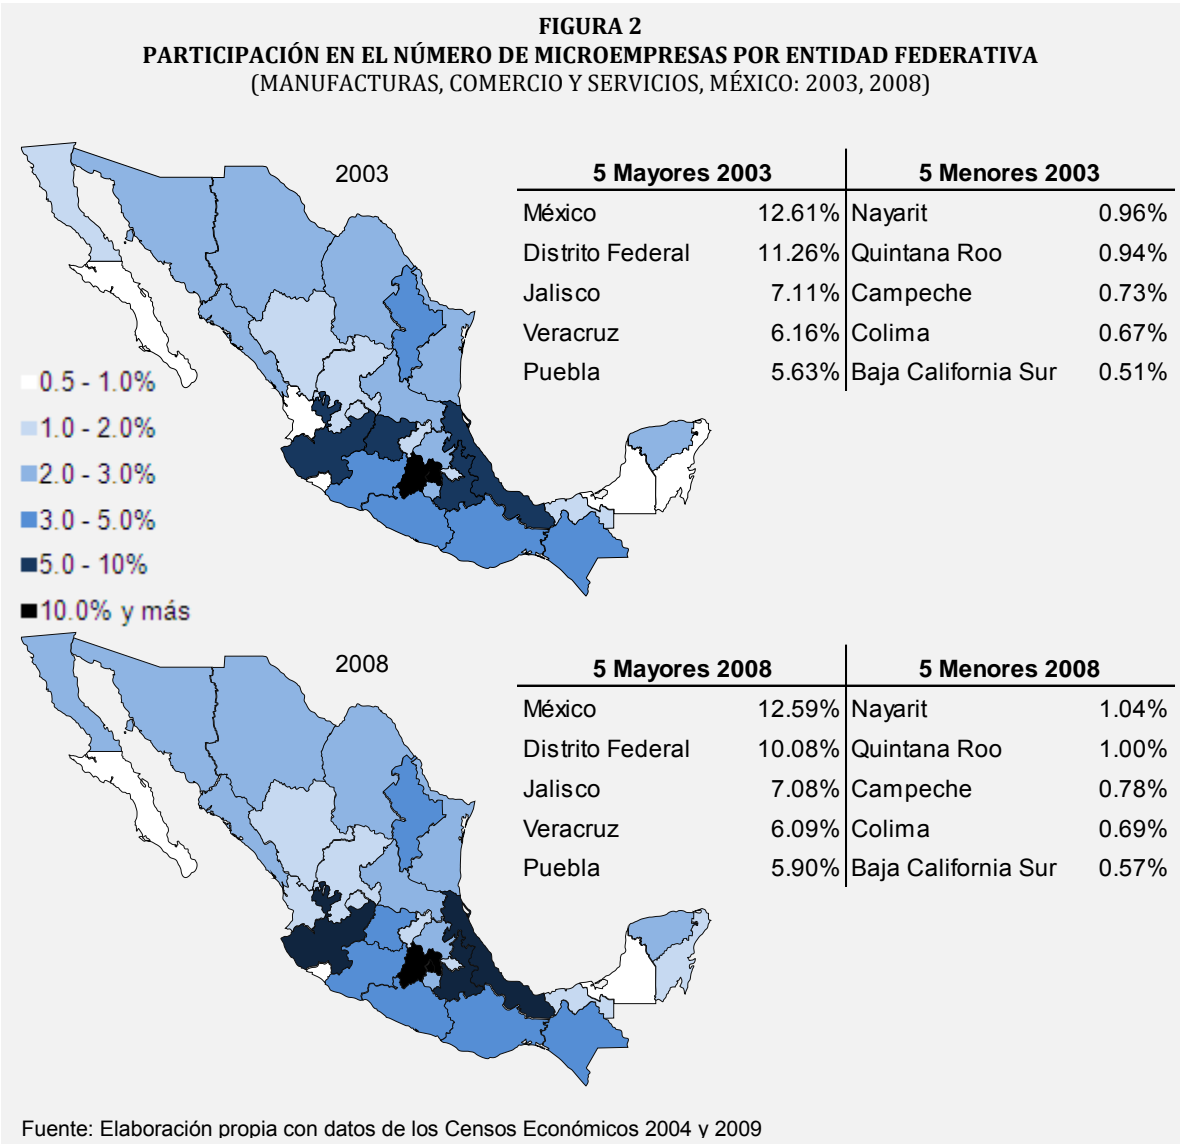 FIGURA 2
PARTICIPACIÓN EN EL NÚMERO DE MICROEMPRESAS POR ENTIDAD FEDERATIVA
(MANUFACTURAS, COMERCIO Y SERVICIOS, MÉXICO: 2003, 2008)
2003
5 Mayores 2003 5 Menores 2003
México 12.61% Nayarit 0.96%
Distrito Federal 11.26% Quintana Roo 0.94%
Jalisco 7.11% Campeche 0.73%
Veracruz 6.16% Colima 0.67%
Puebla 5.63% Baja California Sur 0.51%
0.5 - 1.0%
1.0 - 2.0%
2.0 - 3.0%
3.0 - 5.0%
5.0 - 10%
10.0% y más
2008
5 Mayores 2008 5 Menores 2008
México 12.59% Nayarit 1.04%
Distrito Federal 10.08% Quintana Roo 1.00%
Jalisco 7.08% Campeche 0.78%
Veracruz 6.09% Colima 0.69%
Puebla 5.90% Baja California Sur 0.57%
Fuente: Elaboración propia con datos de los Censos Económicos 2004 y 2009